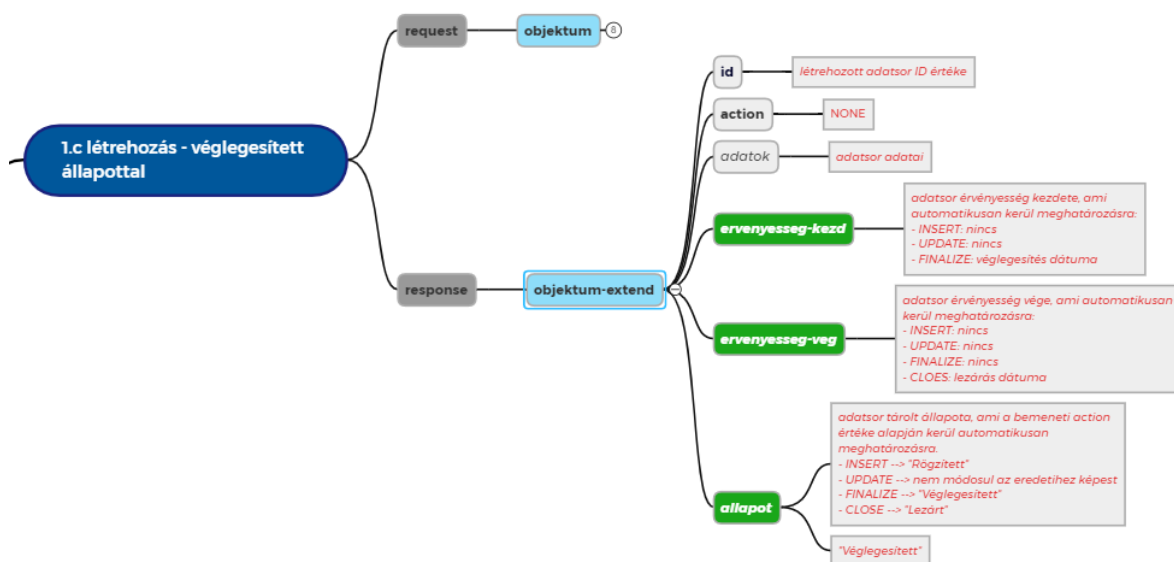 request
objektum
8
id
létrehozott adatsor ID értéke
action
NONE
1.c létrehozás - véglegesített
állapottal
adatok
adatsor adatai
ervenyesseg-kezd
adatsor érvényesség kezdete, ami
automatikusan kerül meghatározásra:
- INSERT: nincs
- UPDATE: nincs
- FINALIZE: véglegesítés dátuma
response
objektum-extend
ervenyesseg-veg
adatsor érvényesség vége, ami automatikusan
kerül meghatározásra:
- INSERT: nincs
- UPDATE: nincs
- FINALIZE: nincs
- CLOES: lezárás dátuma
allapot
adatsor tárolt állapota, ami a bemeneti action
értéke alapján kerül automatikusan
meghatározásra.
- INSERT --> "Rögzített"
- UPDATE --> nem módosul az eredetihez képest
- FINALIZE --> "Véglegesített"
- CLOSE --> "Lezárt"
"Véglegesített"